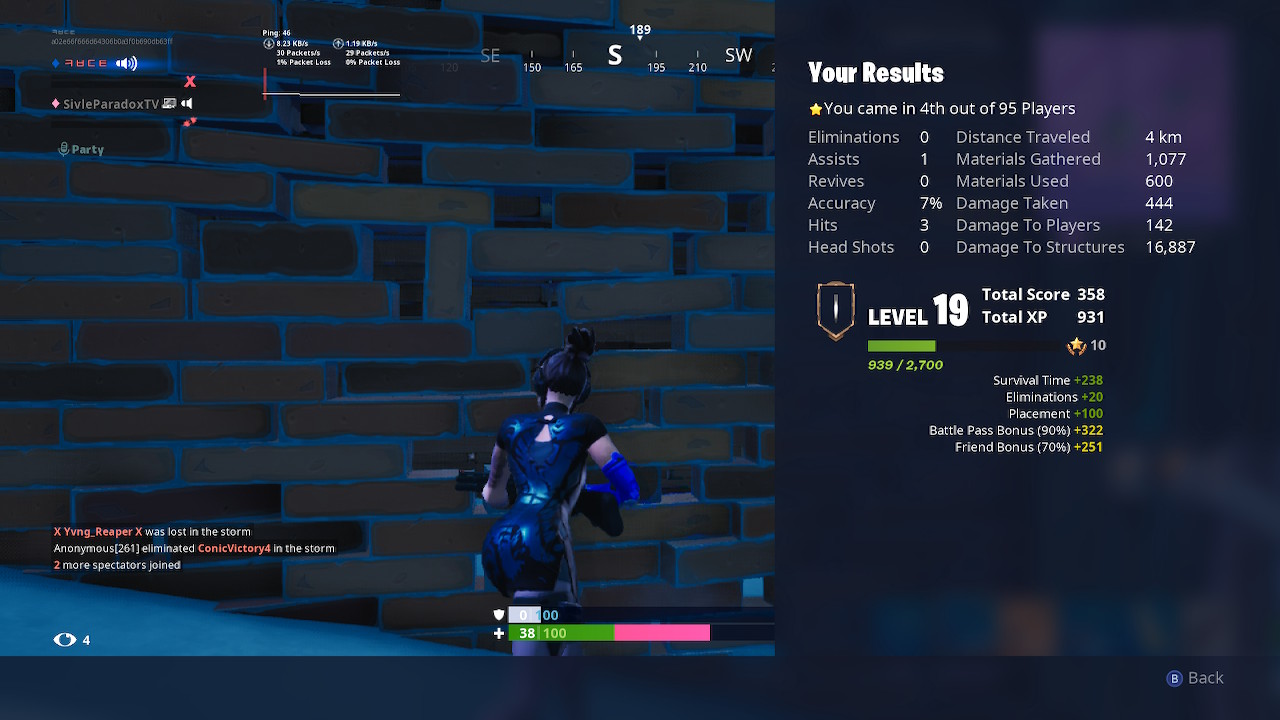 a02e66f666d64306b0a3f0b690db63ff
SivleParadoxTV
Party
Ping: 46
8.23 KB/s 1.19 KB/s
30 Packet/s 29 Packets/s
1% Packet Loss 0% Packet Loss
189
SE S SW
120 150 165 195 210 2
X Yvng_Reaper X was lost in the storm
Anonymous[261] eliminated ConicVictory4 in the storm
2 more spectators joined
4
0 100
38 100
Your Results
You came in 4th out of 95 Players
Eliminations 0 Distance Traveled 4 km
Assists 1 Materials Gathered 1,077
Revives 0 Materials Used 600
Accuracy 7% Damage Taken 444
Hits 3 Damage To Players 142
Head Shots 0 Damage To Structures 16,887
LEVEL 19
Total Score 358
Total XP 931
10
939 / 2,700
Survival Time +238
Eliminations +20
Placement +100
Battle Pass Bonus (90%) +322
Friend Bonus (70%) +251
B Back